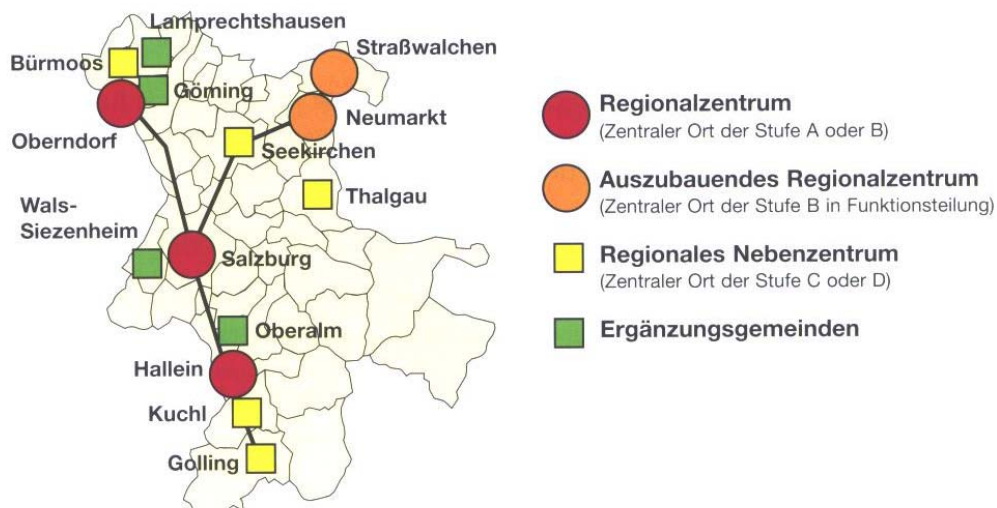 Lamprechtshausen
Straßwalchen
Bürmoos
Göming
Neumarkt
Oberndorf
Seekirchen
Thalgau
Wals-
Siezenheim
Salzburg
Oberalm
Hallein
Kuchl
Golling
Regionalzentrum
(Zentraler Ort der Stufe A oder B)
Auszubauendes Regionalzentrum
(Zentraler Ort der Stufe B in Funktionsteilung)
Regionales Nebenzentrum
(Zentraler Ort der Stufe C oder D)
Ergänzungsgemeinden